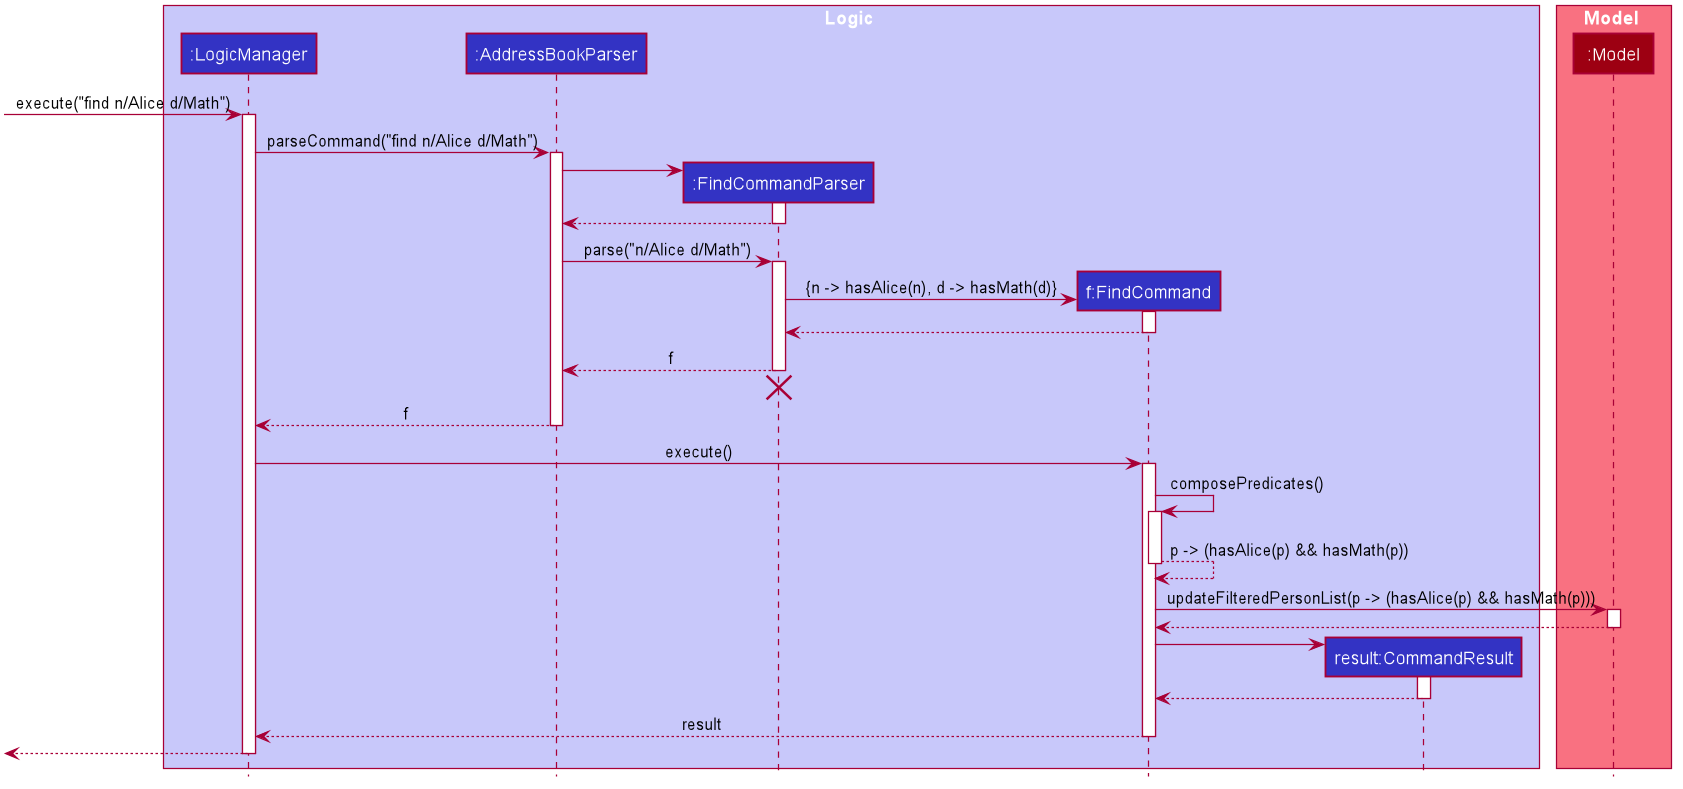 Logic
Model
:LogicManager
:AddressBookParser
:Model
execute("find n/Alice d/Math")
parseCommand("find n/Alice d/Math")
:FindCommandParser
parse("n/Alice d/Math")
{n -> hasAlice(n), d -> hasMath(d)}
f:FindCommand
f
f
execute()
composePredicates()
p -> (hasAlice(p) && hasMath(p))
updateFilteredPersonList(p -> (hasAlice(p) && hasMath(p)))
result:CommandResult
result